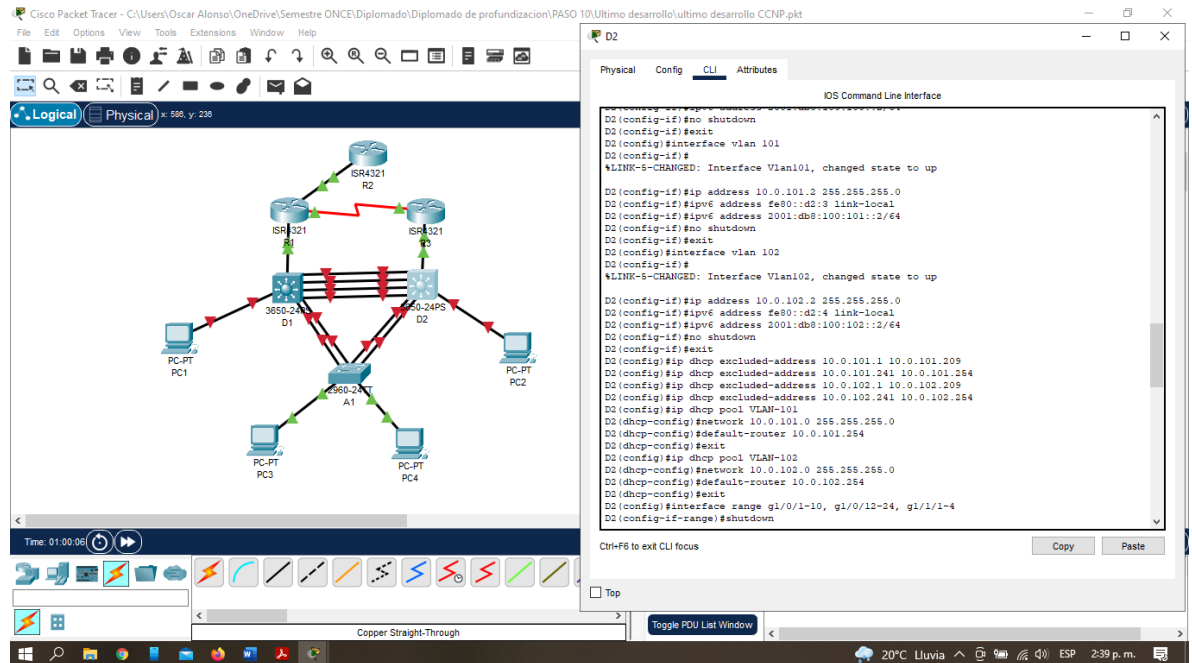 Cisco Packet Tracer - C:\Users\Oscar Alonso\OneDrive\Semestre ONCE\Diplomado\Diplomado de profundizacion\PASO 10\Ultimo desarrollo\ultimo desarrollo CCNP.pkt
File Edit Options View Tools Extensions Window Help
Logical Physical x: 586, y: 236
ISR4321
R2
ISR4321
R1
ISR4321
R3
3650-24PS
D1
D2
PC-PT
PC1
PC-PT
PC2
2960-24TT
A1
PC-PT
PC3
PC-PT
PC4
Time: 01:00:06
Copper Straight-Through
D2
Physical Config CLI Attributes
IOS Command Line Interface
D2(config-if)#no shutdown
D2(config-if)#exit
D2(config)#interface vlan 101
D2(config-if)#
%LINK-5-CHANGED: Interface Vlan101, changed state to up
D2(config-if)#ip address 10.0.101.2 255.255.255.0
D2(config-if)#ipv6 address fe80::d2:3 link-local
D2(config-if)#ipv6 address 2001:db8:100:101::2/64
D2(config-if)#no shutdown
D2(config-if)#exit
D2(config)#interface vlan 102
D2(config-if)#
%LINK-5-CHANGED: Interface Vlan102, changed state to up
D2(config-if)#ip address 10.0.102.2 255.255.255.0
D2(config-if)#ipv6 address fe80::d2:4 link-local
D2(config-if)#ipv6 address 2001:db8:100:102::2/64
D2(config-if)#no shutdown
D2(config-if)#exit
D2(config)#ip dhcp excluded-address 10.0.101.1 10.0.101.209
D2(config)#ip dhcp excluded-address 10.0.101.241 10.0.101.254
D2(config)#ip dhcp excluded-address 10.0.102.1 10.0.102.209
D2(config)#ip dhcp excluded-address 10.0.102.241 10.0.102.254
D2(config)#ip dhcp pool VLAN-101
D2(dhcp-config)#network 10.0.101.0 255.255.255.0
D2(dhcp-config)#default-router 10.0.101.254
D2(dhcp-config)#exit
D2(config)#ip dhcp pool VLAN-102
D2(dhcp-config)#network 10.0.102.0 255.255.255.0
D2(dhcp-config)#default-router 10.0.102.254
D2(dhcp-config)#exit
D2(config)#interface range g1/0/1-10, g1/0/12-24, g1/1/1-4
D2(config-if-range)#shutdown
Ctrl+F6 to exit CLI focus
Copy Paste
Top
Toggle PDU List Window
20°C Lluvia ESP 2:39 p. m.